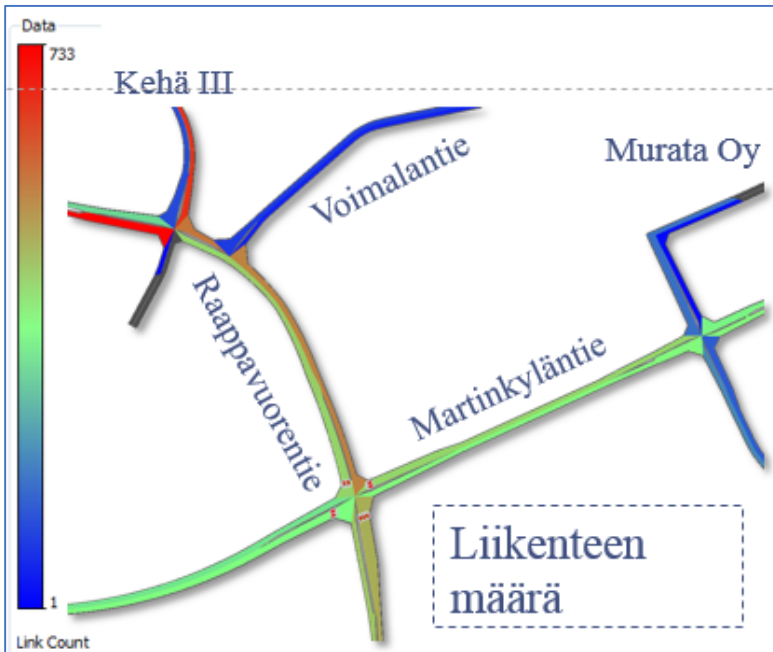 Data
733
Kehä III
Murata Oy
Voimalantie
Raappavuorentie
Martinkyläntie
Liikenteen
määrä
1
Link Count